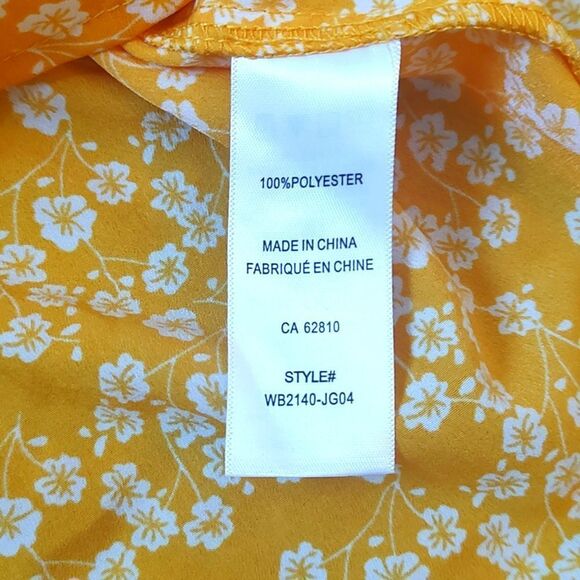 100%POLYESTER
MADE IN CHINA
FABRIQUÉ EN CHINE
CA 62810
STYLE#
WB2140-JG04